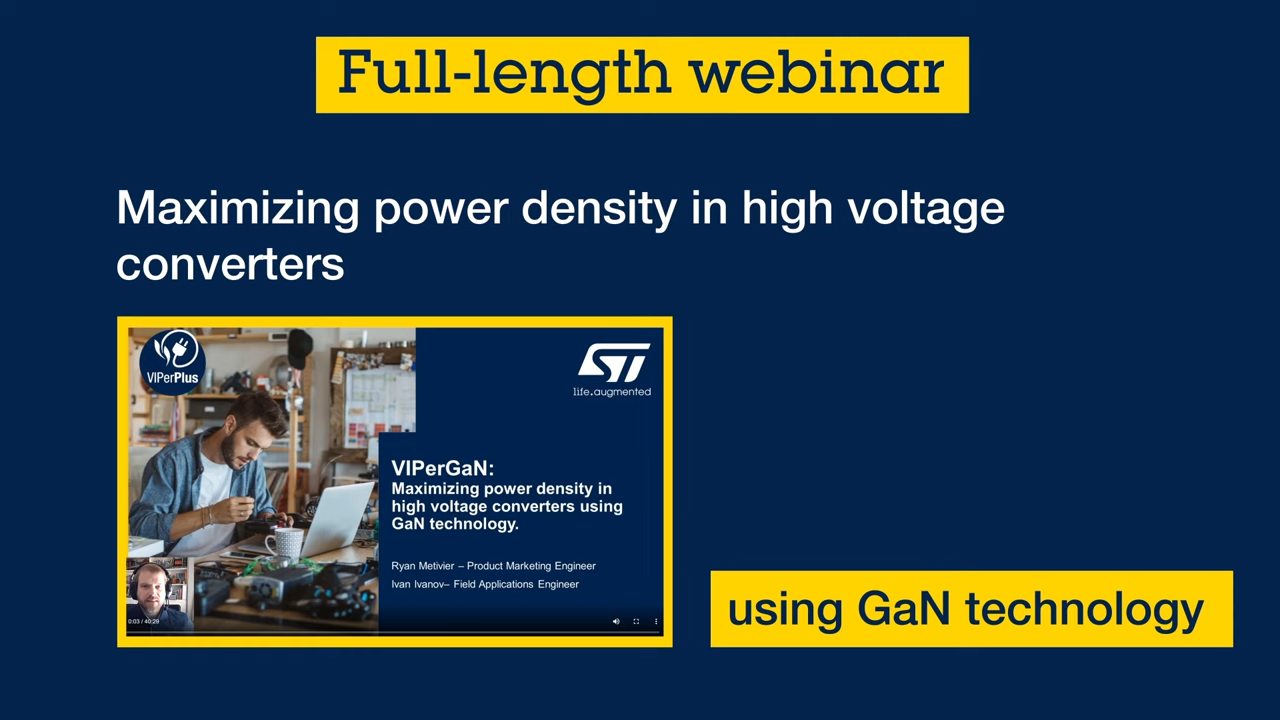 Full-length webinar
Maximizing power density in high voltage
converters
VIPerPlus
ST
life.augmented
VIPerGaN:
Maximizing power density in
high voltage converters using
GaN technology.
Ryan Metivier – Product Marketing Engineer
Ivan Ivanov– Field Applications Engineer
0:03 / 40:29
using GaN technology